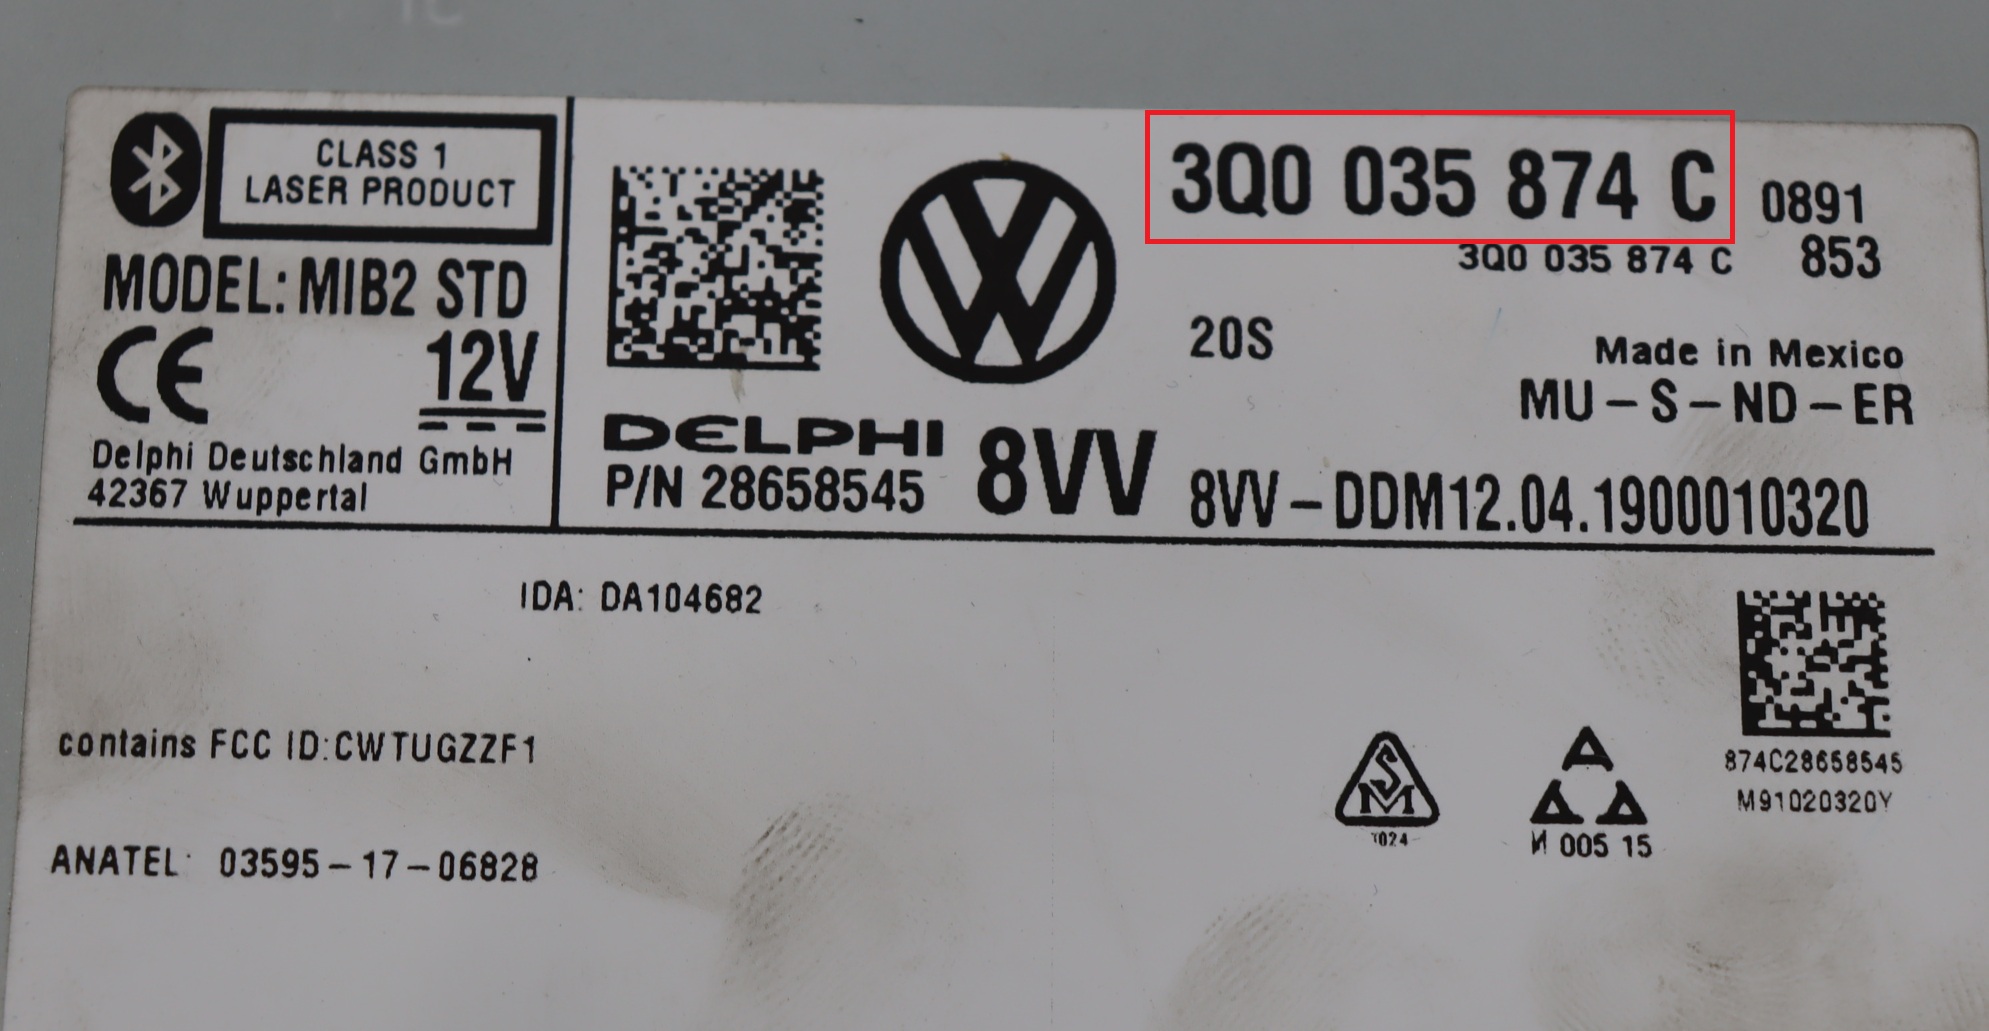 CLASS 1
LASER PRODUCT
MODEL: MIB2 STD
CE 12V
Delphi Deutschland GmbH
42367 Wuppertal
3Q0 035 874 C 0891
3Q0 035 874 C 853
20S
Made in Mexico
MU-S-ND-ER
DELPHI
P/N 28658545
8VV
8VV-DDM12.04.1900010320
IDA: DA104682
contains FCC ID:CWTUGZZF1
ANATEL: 03595-17-06828
874C28658545
M91020320Y
S
M
1024
И 005 15